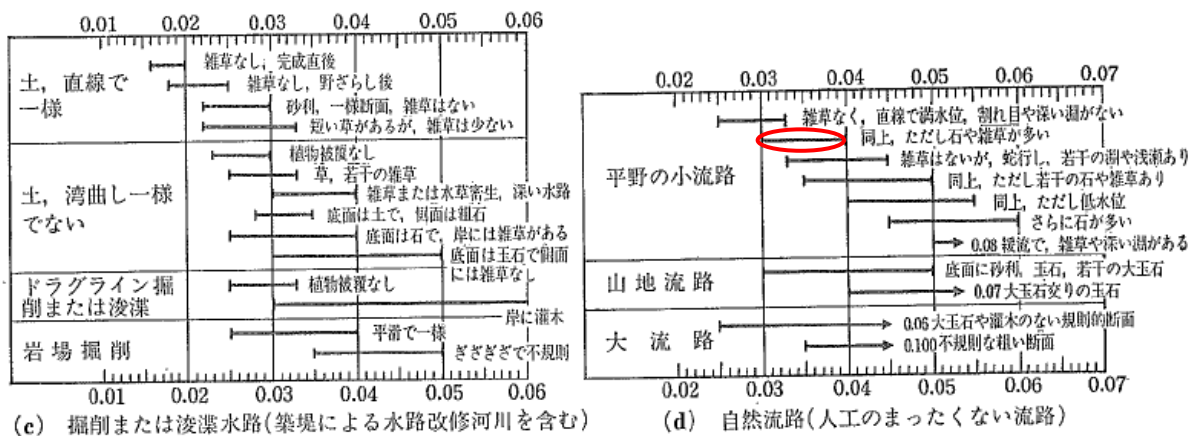 0.01 0.02 0.03 0.04 0.05 0.06
土，直線で
一様
雑草なし，完成直後
雑草なし，野ざらし後
砂利，一様断面，雑草はない
短い草があるが，雑草は少ない
土，湾曲し一様
でない
植物被覆なし
草，若干の雑草
雑草または水草密生，深い水路
底面は土で，側面は粗石
底面は石で，岸には雑草がある
底面は玉石で側面
には雑草なし
ドラグライン掘
削または浚渫
植物被覆なし
岸に灌木
岩場掘削
平滑で一様
ぎざぎざで不規則
0.01 0.02 0.03 0.04 0.05 0.06
(c) 掘削または浚渫水路(築堤による水路改修河川を含む)
0.02 0.03 0.04 0.05 0.06 0.07
平野の小流路
雑草なく，直線で満水位，割れ目や深い淵がない
同上，ただし石や雑草が多い
雑草はないが，蛇行し，若干の淵や浅瀬あり
同上，ただし若干の石や雑草あり
同上，ただし低水位
さらに石が多い
0.08 緩流で，雑草や深い淵がある
山地流路
底面に砂利，玉石，若干の大玉石
0.07 大玉石交りの玉石
大流路
0.06 大玉石や灌木のない規則的断面
0.100 不規則な粗い断面
0.02 0.03 0.04 0.05 0.06 0.07
(d) 自然流路(人工のまったくない流路)